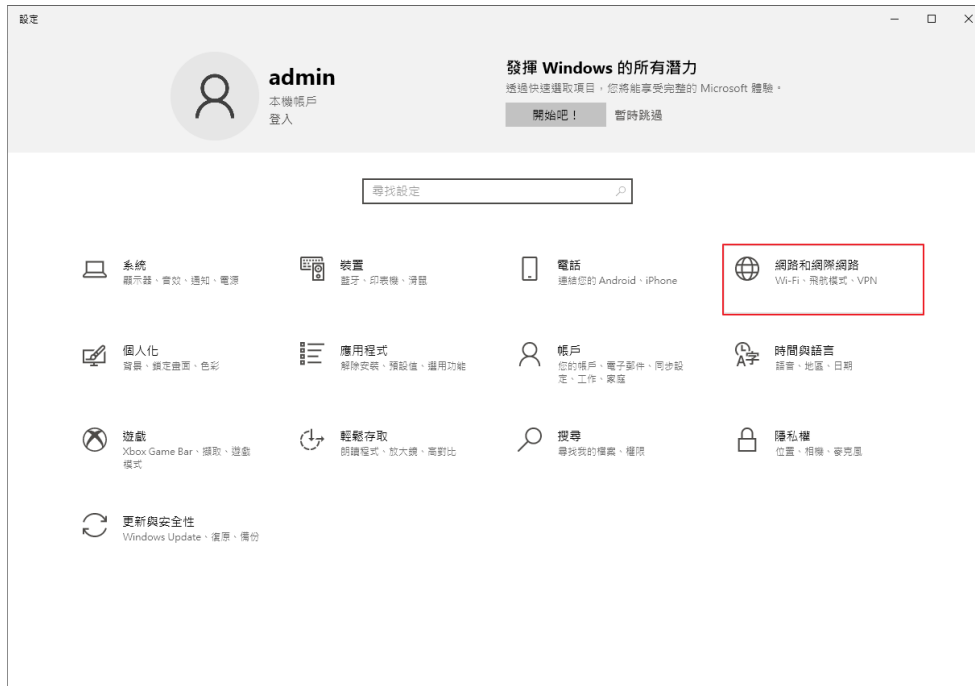 設定
admin
本機帳戶
登入
發揮 Windows 的所有潛力
透過快速選取項目，您將能享受完整的 Microsoft 體驗。
開始吧！
暫時跳過
尋找設定
系統
顯示器、音效、通知、電源
裝置
藍牙、印表機、滑鼠
電話
連結您的 Android、iPhone
網路和網際網路
Wi-Fi、飛航模式、VPN
個人化
背景、鎖定畫面、色彩
應用程式
解除安裝、預設值、選用功能
帳戶
您的帳戶、電子郵件、同步設
定、工作、家庭
時間與語言
語言、地區、日期
遊戲
Xbox Game Bar、擷取、遊戲
模式
輕鬆存取
朗讀程式、放大鏡、高對比
搜尋
尋找我的檔案、權限
隱私權
位置、相機、麥克風
更新與安全性
Windows Update、復原、備份